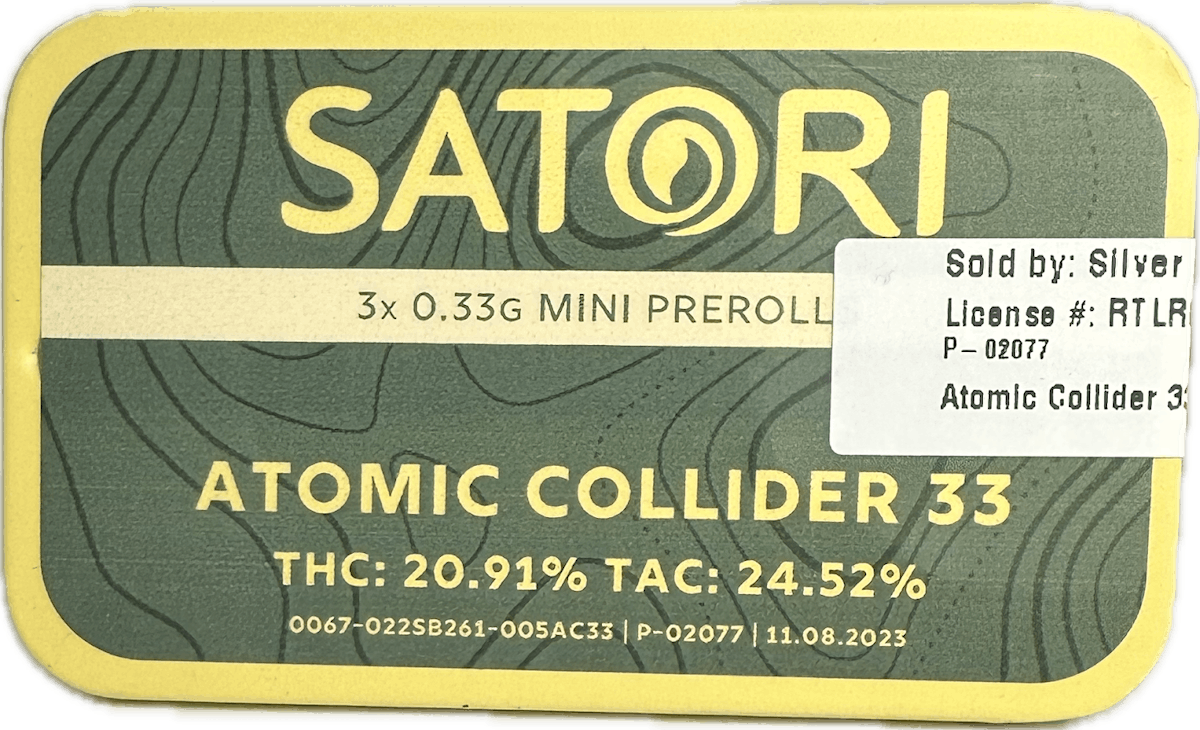 SATORI
3x 0.33G MINI PREROLL
Sold by: Silver
License #: RTLR
P- 02077
Atomic Collider 33
ATOMIC COLLIDER 33
THC: 20.91% TAC: 24.52%
0067-022SB261-005AC33 | P-02077 | 11.08.2023